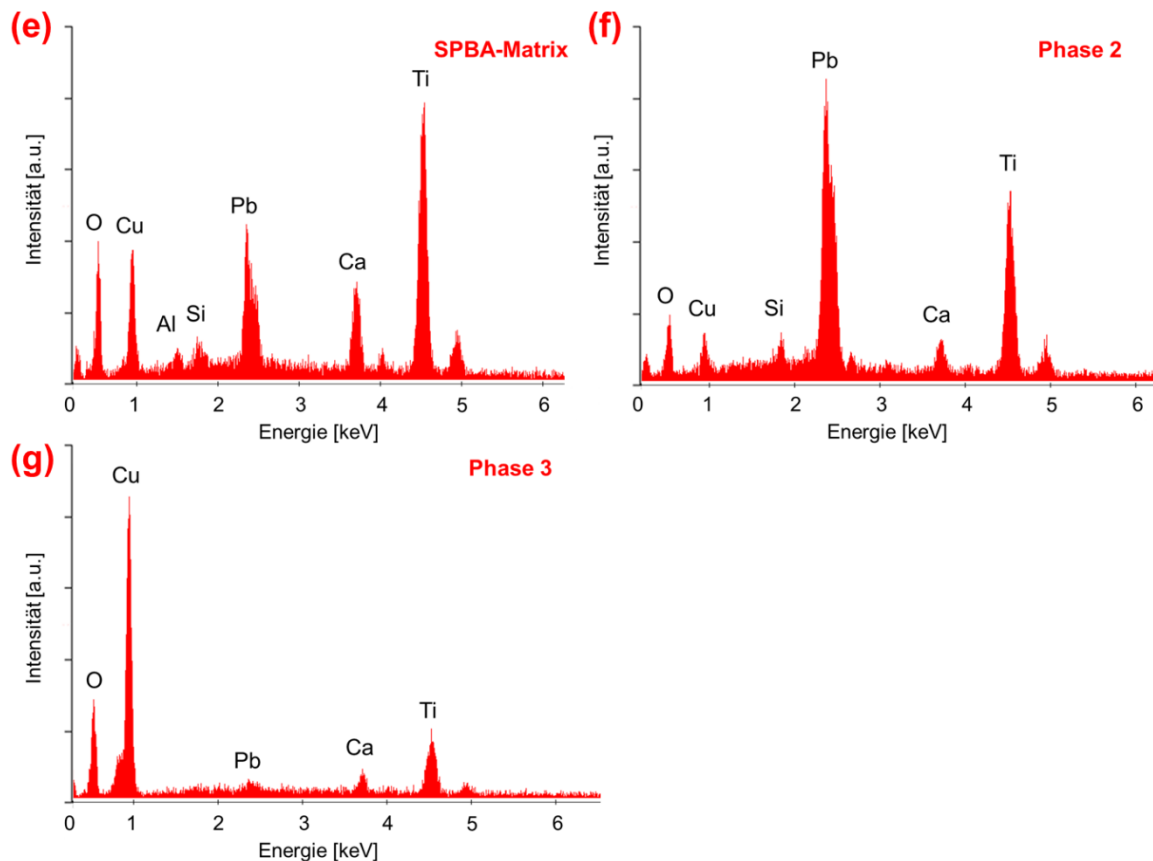 (e)
SPBA-Matrix
Intensität [a.u.]
O
Cu
Al
Si
Pb
Ca
Ti
0 1 2 3 4 5 6
Energie [keV]
(f)
Phase 2
Intensität [a.u.]
O
Cu
Si
Pb
Ca
Ti
0 1 2 3 4 5 6
Energie [keV]
(g)
Phase 3
Intensität [a.u.]
O
Cu
Pb
Ca
Ti
0 1 2 3 4 5 6
Energie [keV]